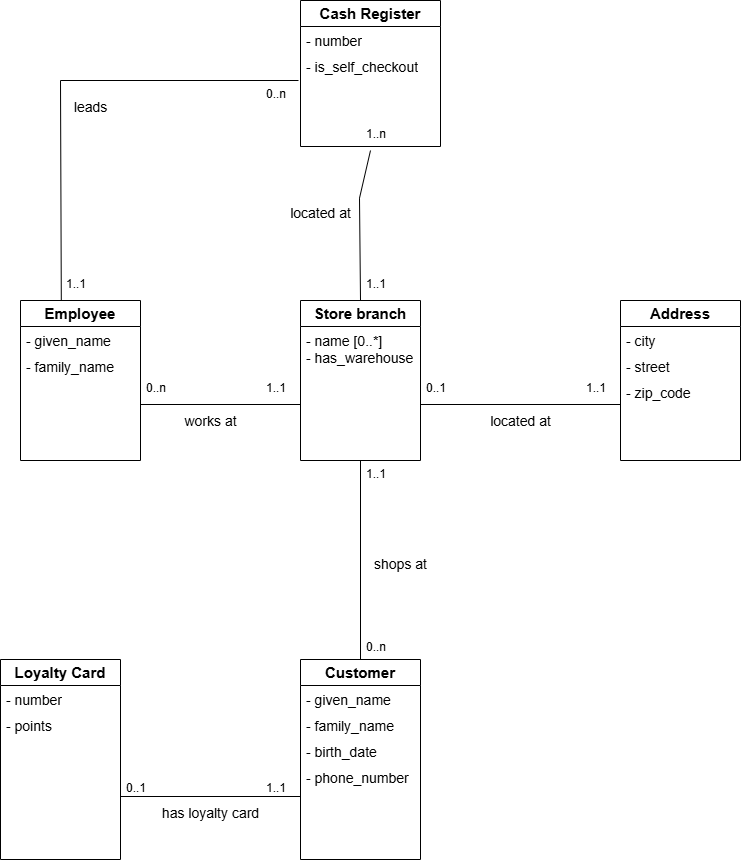 Cash Register
- number
- is_self_checkout
0..n
leads
1..n
located at
1..1
1..1
Employee
- given_name
- family_name
Store branch
- name [0..*]
- has_warehouse
Address
- city
- street
- zip_code
0..n
1..1
works at
0..1
1..1
located at
1..1
shops at
0..n
Loyalty Card
- number
- points
Customer
- given_name
- family_name
- birth_date
- phone_number
0..1
1..1
has loyalty card